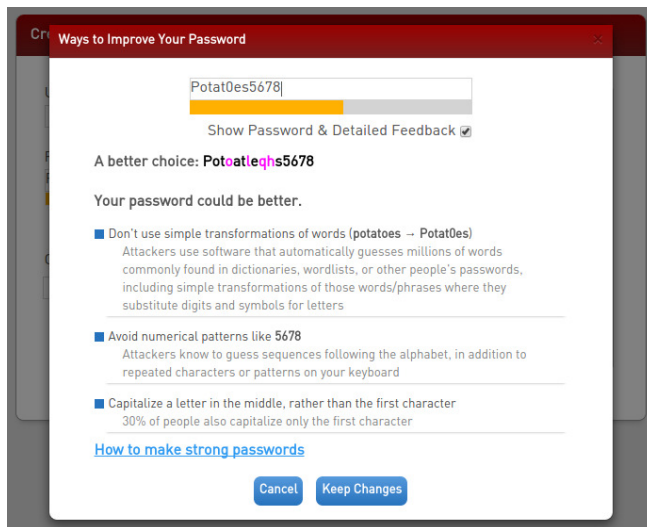 Cre
Ways to Improve Your Password
×
U
Potat0es5678
Show Password & Detailed Feedback
A better choice: Potoatleqhs5678
Your password could be better.
Don't use simple transformations of words (potatoes → Potat0es)
Attackers use software that automatically guesses millions of words
commonly found in dictionaries, wordlists, or other people's passwords,
including simple transformations of those words/phrases where they
substitute digits and symbols for letters
Avoid numerical patterns like 5678
Attackers know to guess sequences following the alphabet, in addition to
repeated characters or patterns on your keyboard
Capitalize a letter in the middle, rather than the first character
30% of people also capitalize only the first character
How to make strong passwords
Cancel
Keep Changes